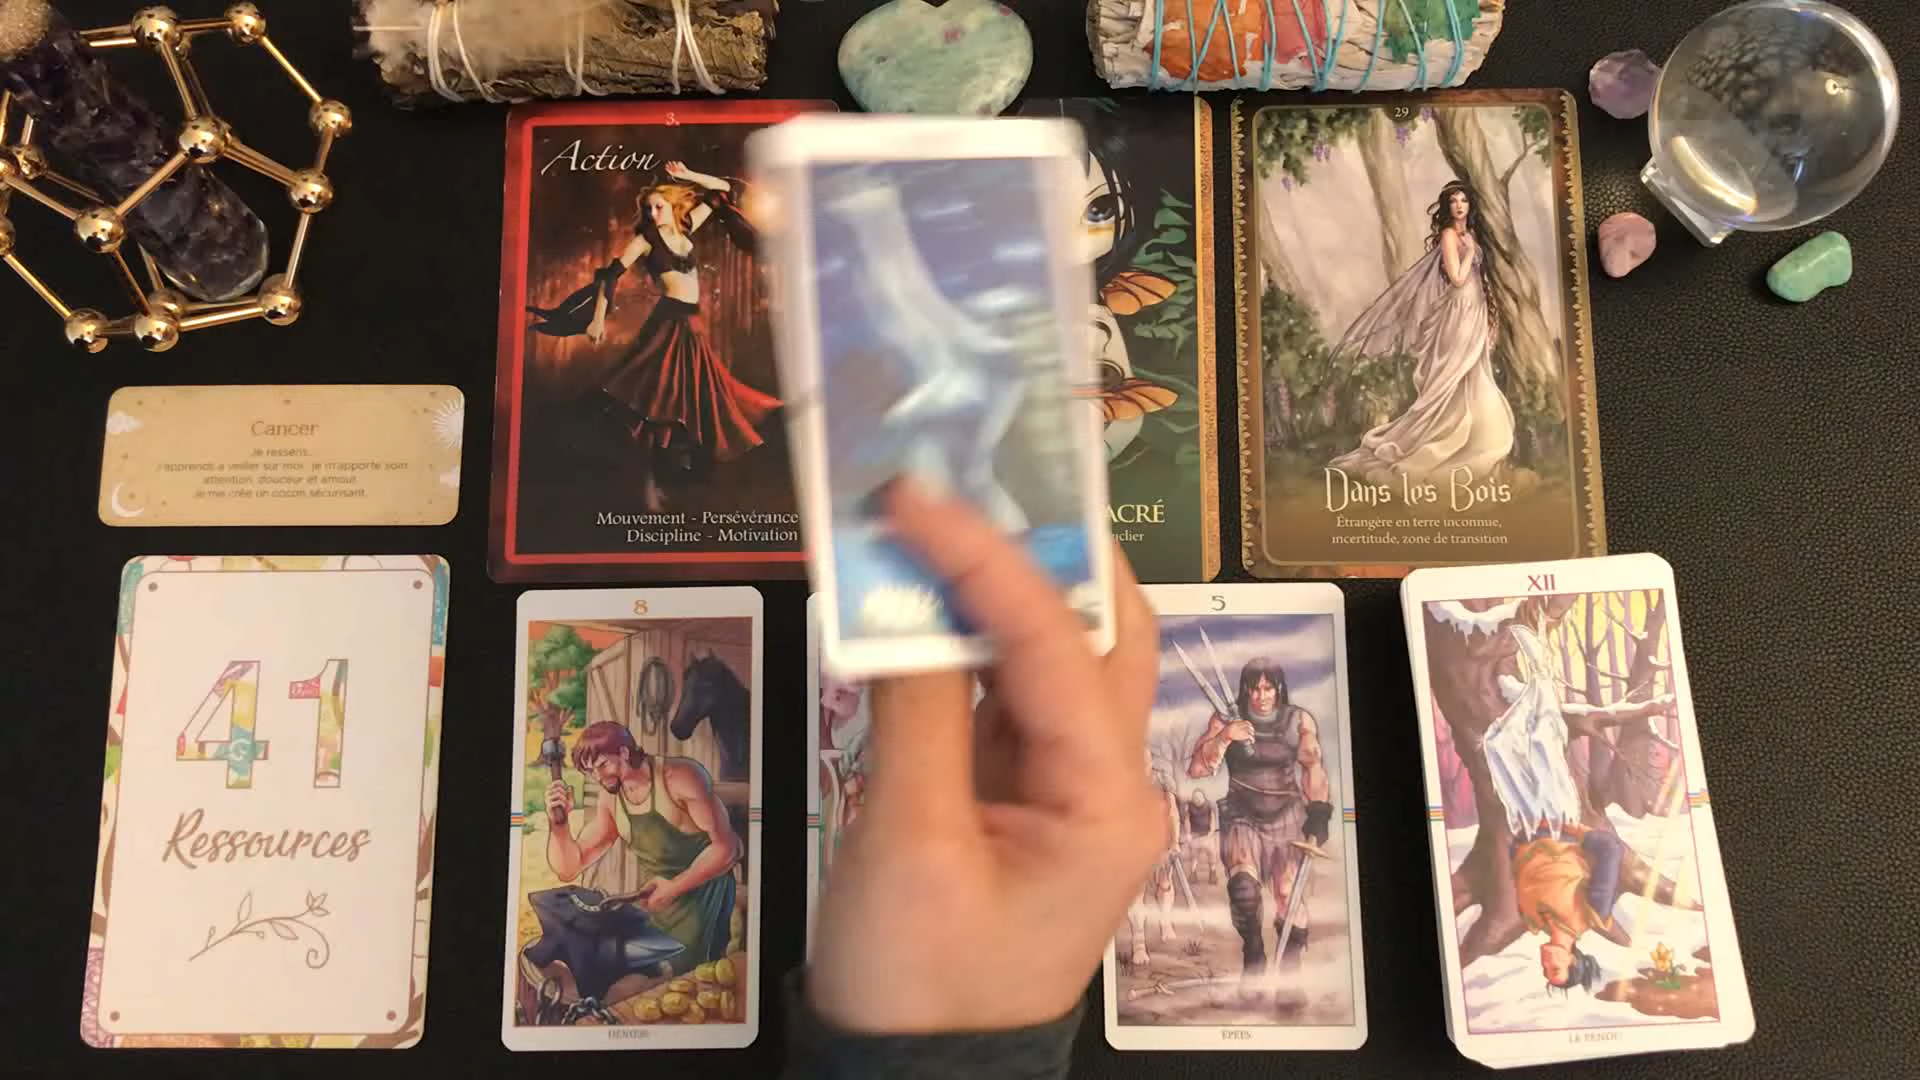 3.
Action
Mouvement - Persévérance
Discipline - Motivation
ACRÉ
clier
29
Dans les Bois
Étrangère en terre inconnue,
incertitude, zone de transition
Cancer
Je ressens...
J'apprends à veiller sur moi, je m'apporte soin,
attention, douceur et amour.
Je me crée un cocon sécurisant.
41
Ressources
8
DENIERS
5
ÉPÉES
XII
LE PENDU